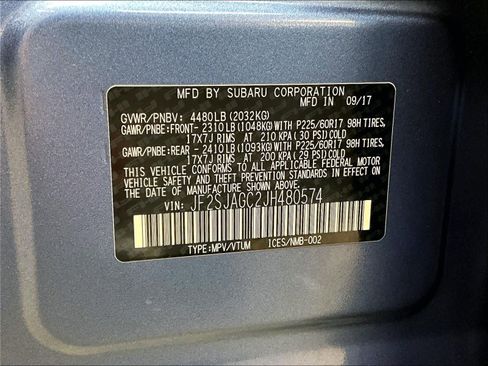 MFD BY SUBARU CORPORATION
MFD IN 09/17
GVWR/PNBV: 4480LB (2032KG)
GAWR/PNBE:FRONT- 2310LB(1048KG)WITH P225/60R17 98H TIRES,
17X7J RIMS AT 210 KPA(30 PSI)COLD
GAWR/PNBE:REAR - 2410LB(1093KG)WITH P225/60R17 98H TIRES,
17X7J RIMS AT 200 KPA(29 PSI)COLD
THIS VEHICLE CONFORMS TO ALL APPLICABLE FEDERAL MOTOR
VEHICLE SAFETY AND THEFT PREVENTION STANDARDS IN EFFECT ON
THE DATE OF MANUFACTURE SHOWN ABOVE.
VIN: JF2SJAGC2JH480574
TYPE:MPV/VTUM ICES/NMB-002